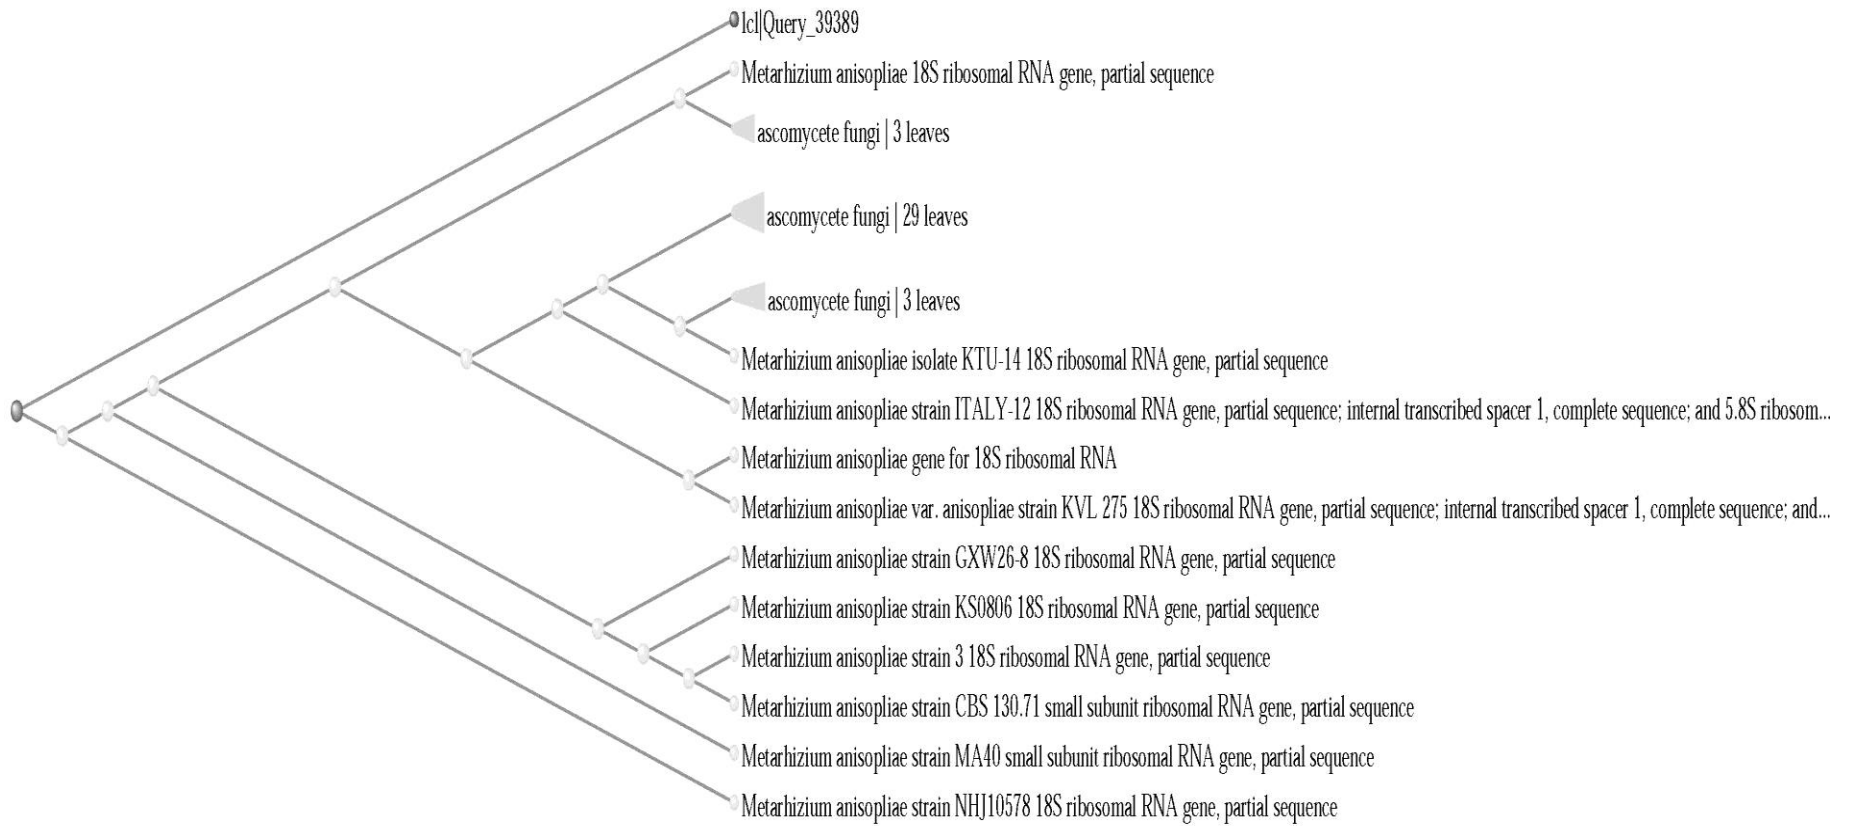 lcl|Query_39389
Metarhizium anisopliae 18S ribosomal RNA gene, partial sequence
ascomycete fungi | 3 leaves
ascomycete fungi | 29 leaves
ascomycete fungi | 3 leaves
Metarhizium anisopliae isolate KTU-14 18S ribosomal RNA gene, partial sequence
Metarhizium anisopliae strain ITALY-12 18S ribosomal RNA gene, partial sequence; internal transcribed spacer 1, complete sequence; and 5.8S ribosom...
Metarhizium anisopliae gene for 18S ribosomal RNA
Metarhizium anisopliae var. anisopliae strain KVL 275 18S ribosomal RNA gene, partial sequence; internal transcribed spacer 1, complete sequence; and...
Metarhizium anisopliae strain GXW26-8 18S ribosomal RNA gene, partial sequence
Metarhizium anisopliae strain KS0806 18S ribosomal RNA gene, partial sequence
Metarhizium anisopliae strain 3 18S ribosomal RNA gene, partial sequence
Metarhizium anisopliae strain CBS 130.71 small subunit ribosomal RNA gene, partial sequence
Metarhizium anisopliae strain MA40 small subunit ribosomal RNA gene, partial sequence
Metarhizium anisopliae strain NHJ10578 18S ribosomal RNA gene, partial sequence